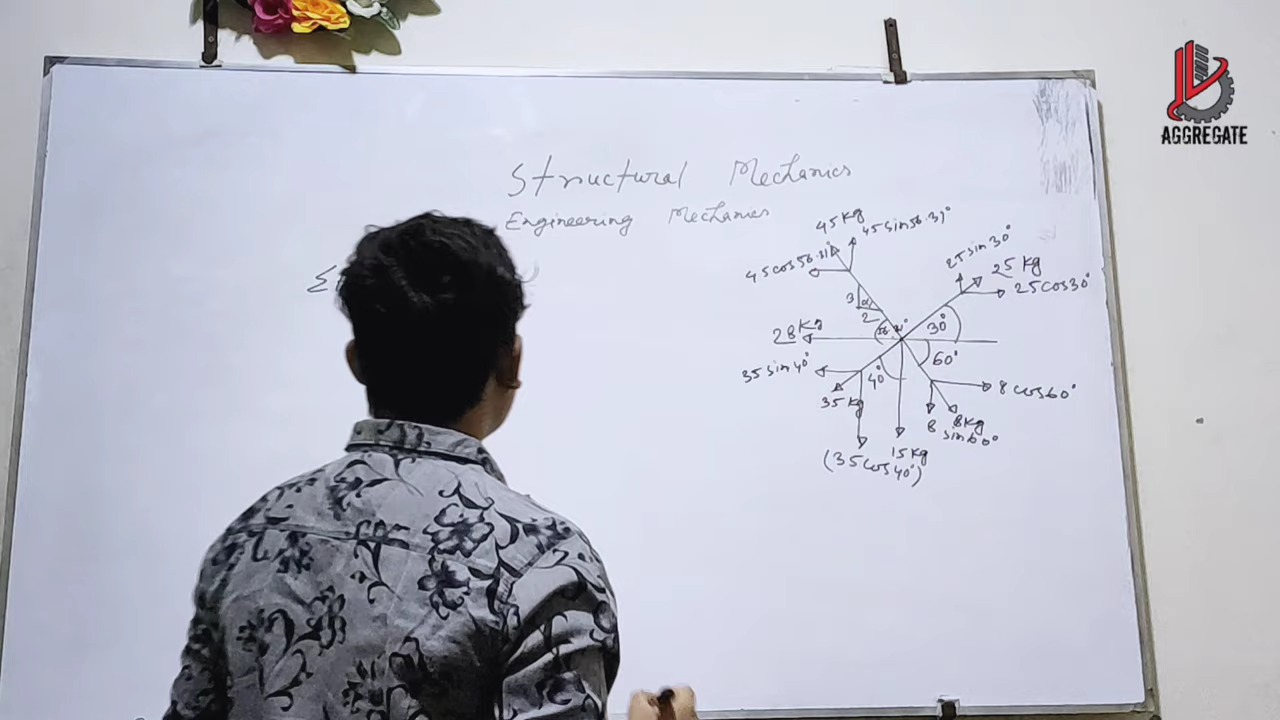 AGGREGATE
Structural Mechanics
Engineering Mechanics
Σ
45 Kg
45 sin 56.31°
45 cos 56.31°
25 sin 30°
25 Kg
25 cos 30°
3
α
2
28 Kg
30°
60°
35 sin 40°
40°
35 Kg
8 cos 60°
8
8 Kg
sin 60°
15 Kg
(35 cos 40°)